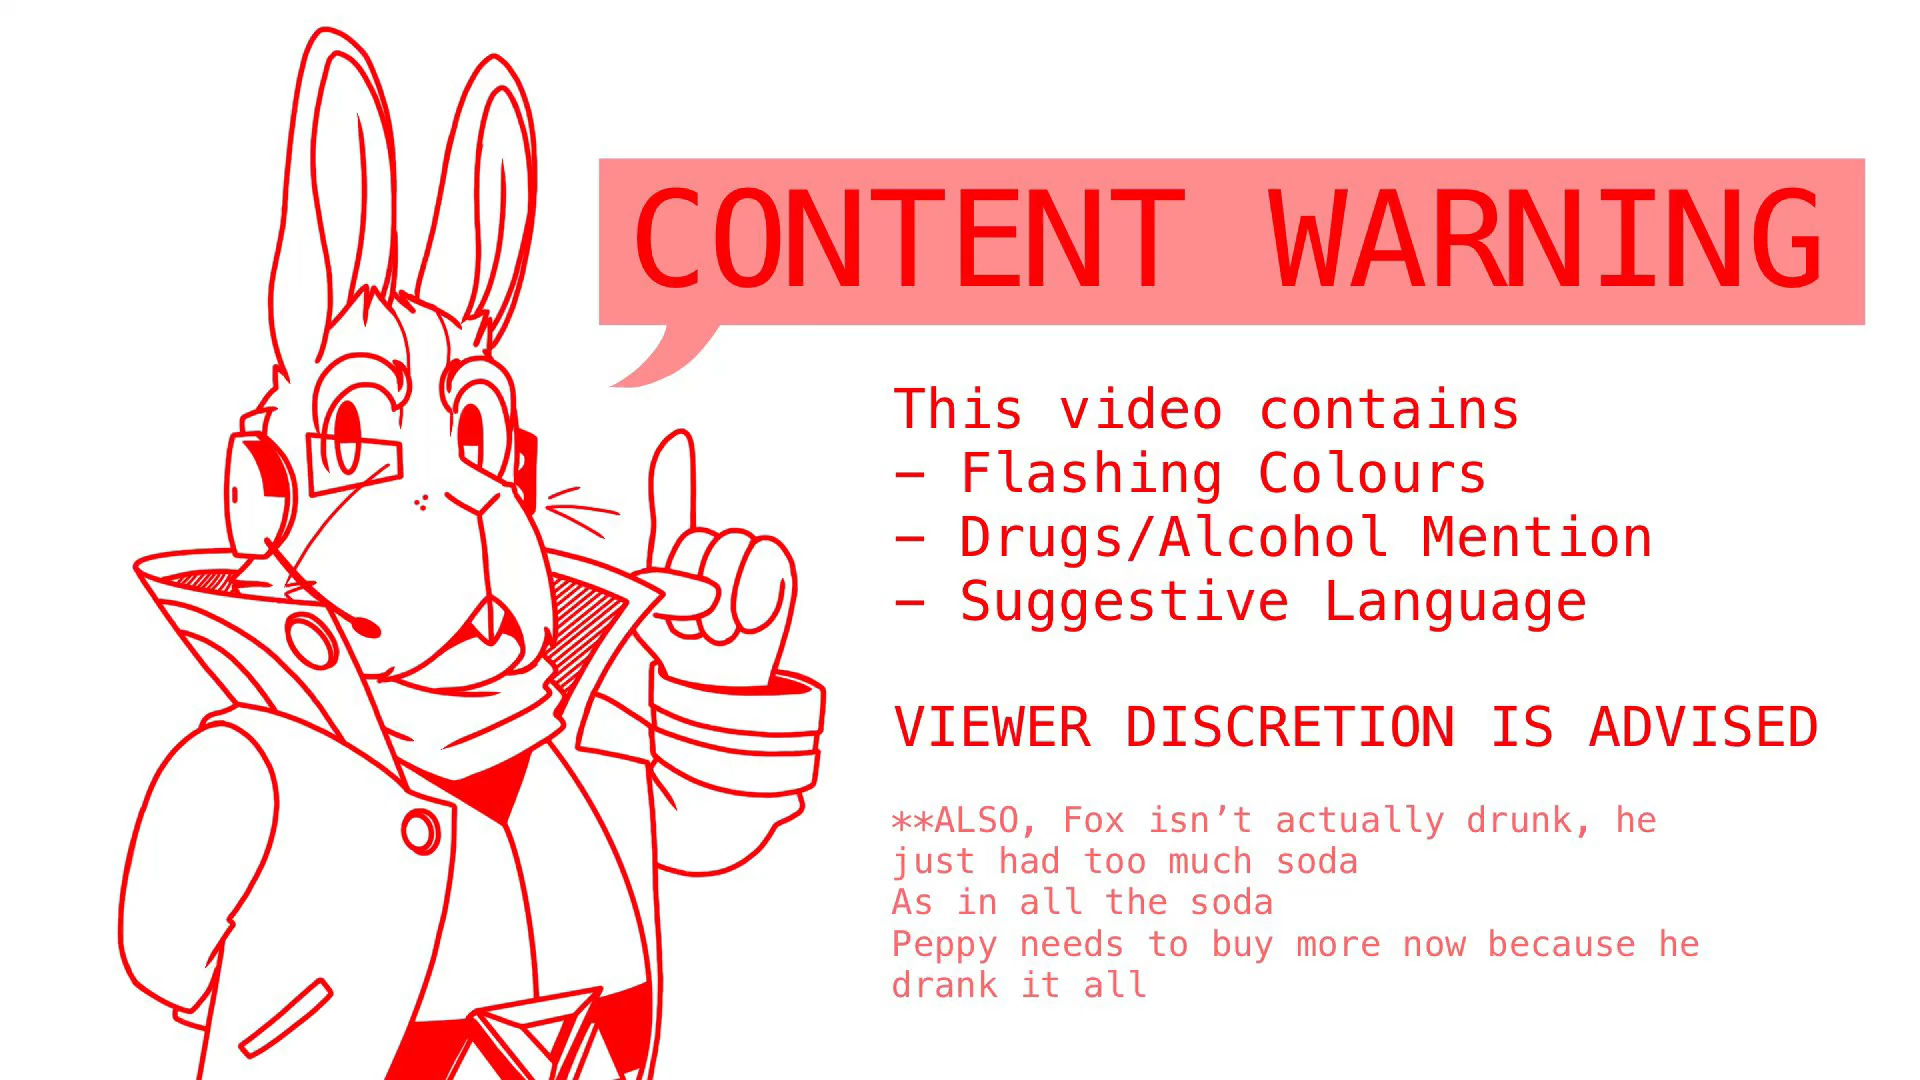 CONTENT WARNING
This video contains
– Flashing Colours
– Drugs/Alcohol Mention
– Suggestive Language
VIEWER DISCRETION IS ADVISED
**ALSO, Fox isn’t actually drunk, he
just had too much soda
As in all the soda
Peppy needs to buy more now because he
drank it all